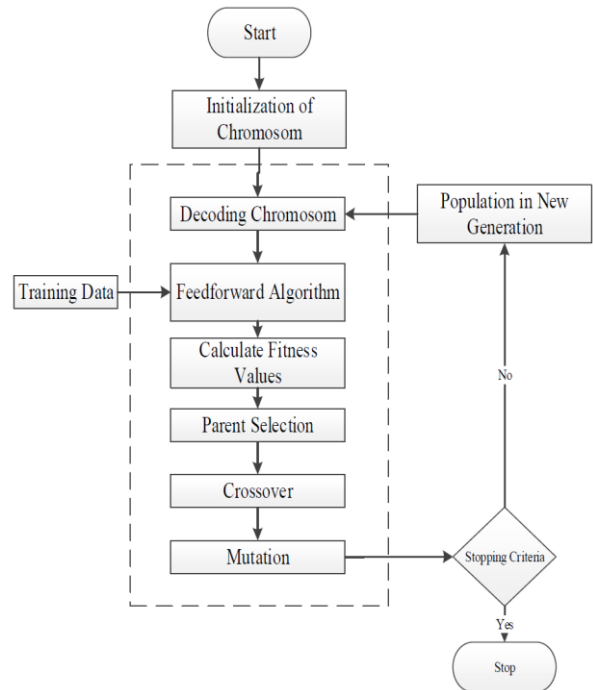 Start
Initialization of
Chromosom
Decoding Chromosom
Population in New
Generation
Training Data
Feedforward Algorithm
Calculate Fitness
Values
Parent Selection
No
Crossover
Mutation
Stopping Criteria
Yes
Stop